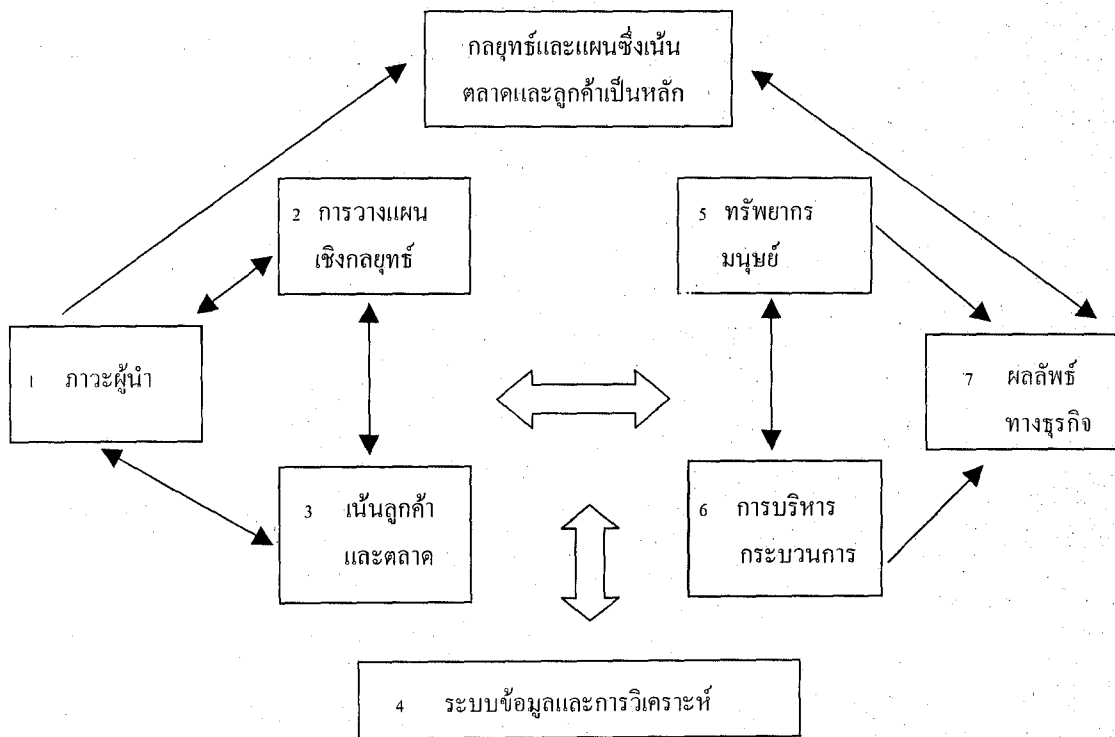 กลยุทธ์และแผนซึ่งเน้น
ตลาดและลูกค้าเป็นหลัก
2 การวางแผน
เชิงกลยุทธ์
5 ทรัพยากร
มนุษย์
1 ภาวะผู้นำ
7 ผลลัพธ์
ทางธุรกิจ
3 เน้นลูกค้า
และตลาด
6 การบริหาร
กระบวนการ
4 ระบบข้อมูลและการวิเคราะห์